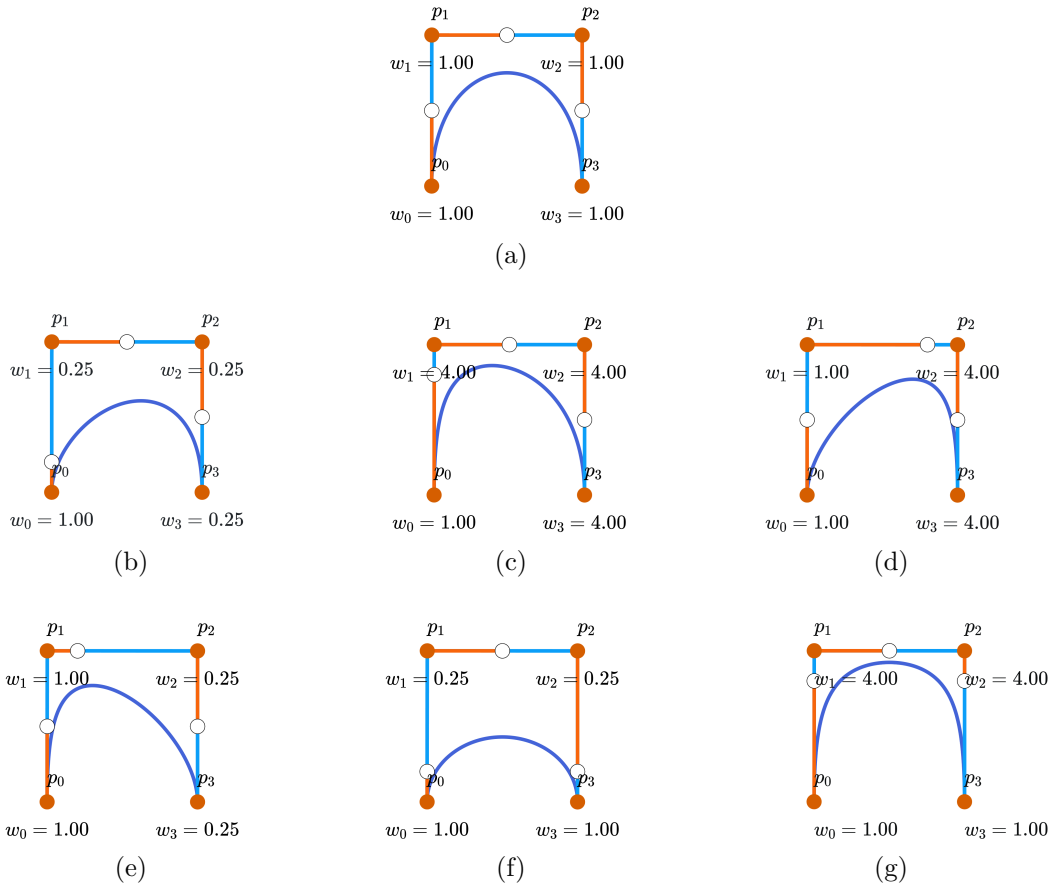 p₁ p₂
w₁ = 1.00 w₂ = 1.00
p₀ p₃
w₀ = 1.00 w₃ = 1.00
(a)
p₁ p₂
w₁ = 0.25 w₂ = 0.25
p₀ p₃
w₀ = 1.00 w₃ = 0.25
(b)
p₁ p₂
w₁ = 4.00 w₂ = 4.00
p₀ p₃
w₀ = 1.00 w₃ = 4.00
(c)
p₁ p₂
w₁ = 1.00 w₂ = 4.00
p₀ p₃
w₀ = 1.00 w₃ = 4.00
(d)
p₁ p₂
w₁ = 1.00 w₂ = 0.25
p₀ p₃
w₀ = 1.00 w₃ = 0.25
(e)
p₁ p₂
w₁ = 0.25 w₂ = 0.25
p₀ p₃
w₀ = 1.00 w₃ = 1.00
(f)
p₁ p₂
w₁ = 4.00 w₂ = 4.00
p₀ p₃
w₀ = 1.00 w₃ = 1.00
(g)